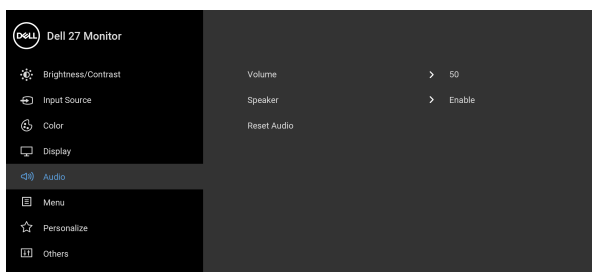 DELL Dell 27 Monitor
Brightness/Contrast
Volume > 50
Input Source
Speaker > Enable
Color
Reset Audio
Display
Audio
Menu
Personalize
Others